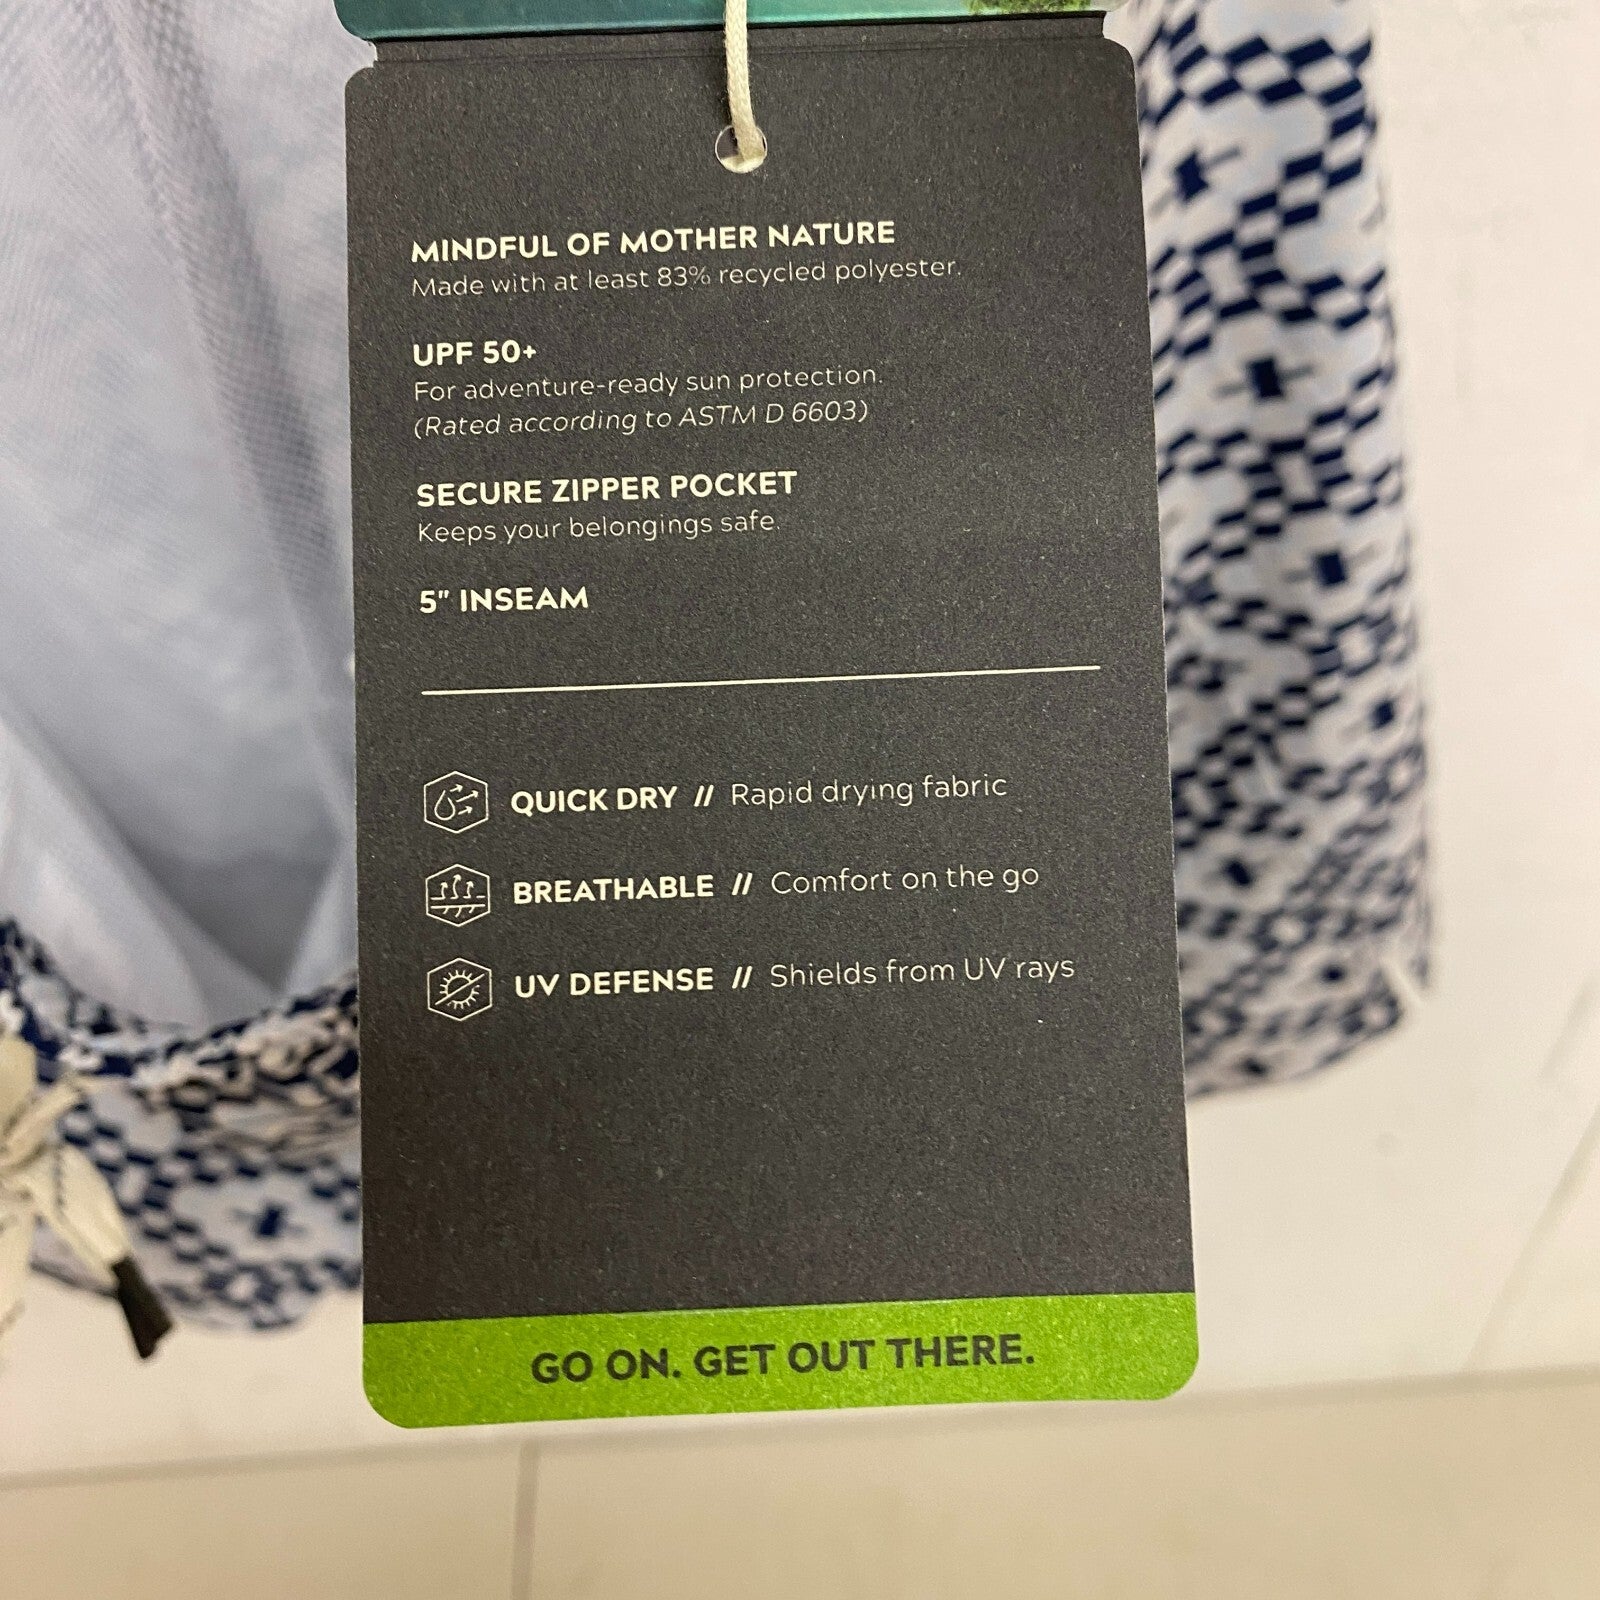 MINDFUL OF MOTHER NATURE
Made with at least 83% recycled polyester.
UPF 50+
For adventure-ready sun protection.
(Rated according to ASTM D 6603)
SECURE ZIPPER POCKET
Keeps your belongings safe.
5" INSEAM
QUICK DRY // Rapid drying fabric
BREATHABLE // Comfort on the go
UV DEFENSE // Shields from UV rays
GO ON. GET OUT THERE.